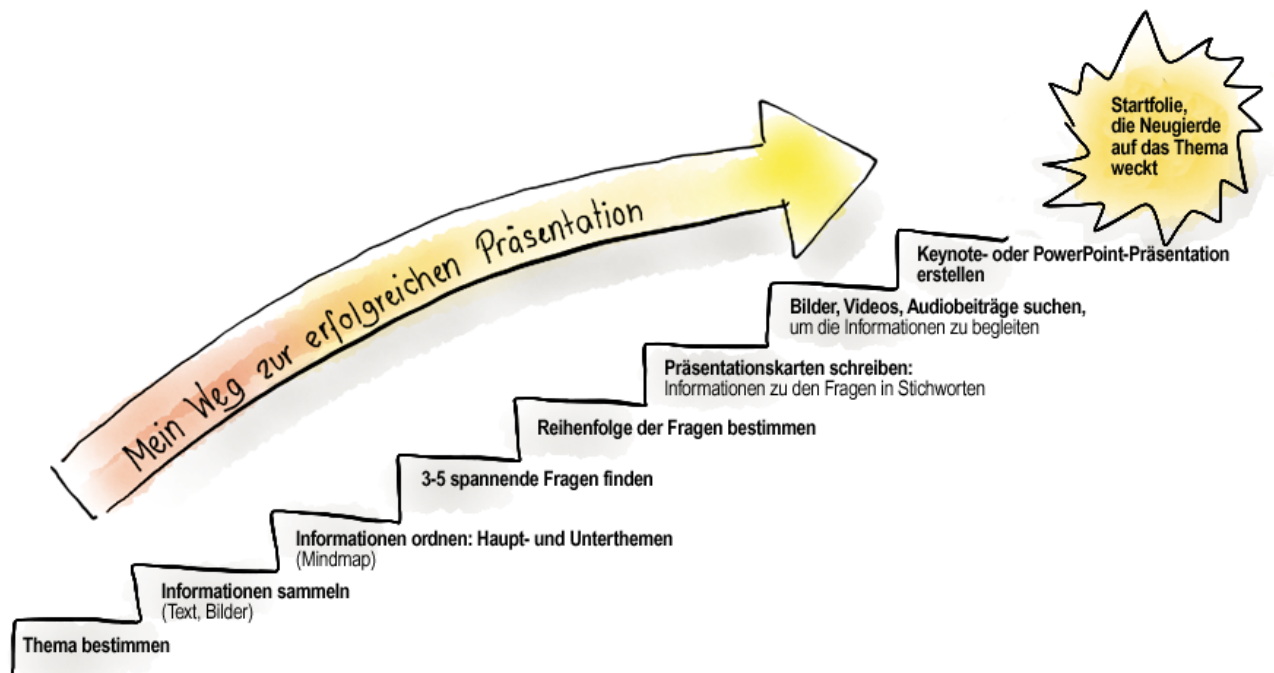 Mein Weg zur erfolgreichen Präsentation
Startfolie,
die Neugierde
auf das Thema
weckt
Keynote- oder PowerPoint-Präsentation
erstellen
Bilder, Videos, Audiobeiträge suchen,
um die Informationen zu begleiten
Präsentationskarten schreiben:
Informationen zu den Fragen in Stichworten
Reihenfolge der Fragen bestimmen
3-5 spannende Fragen finden
Informationen ordnen: Haupt- und Unterthemen
(Mindmap)
Informationen sammeln
(Text, Bilder)
Thema bestimmen